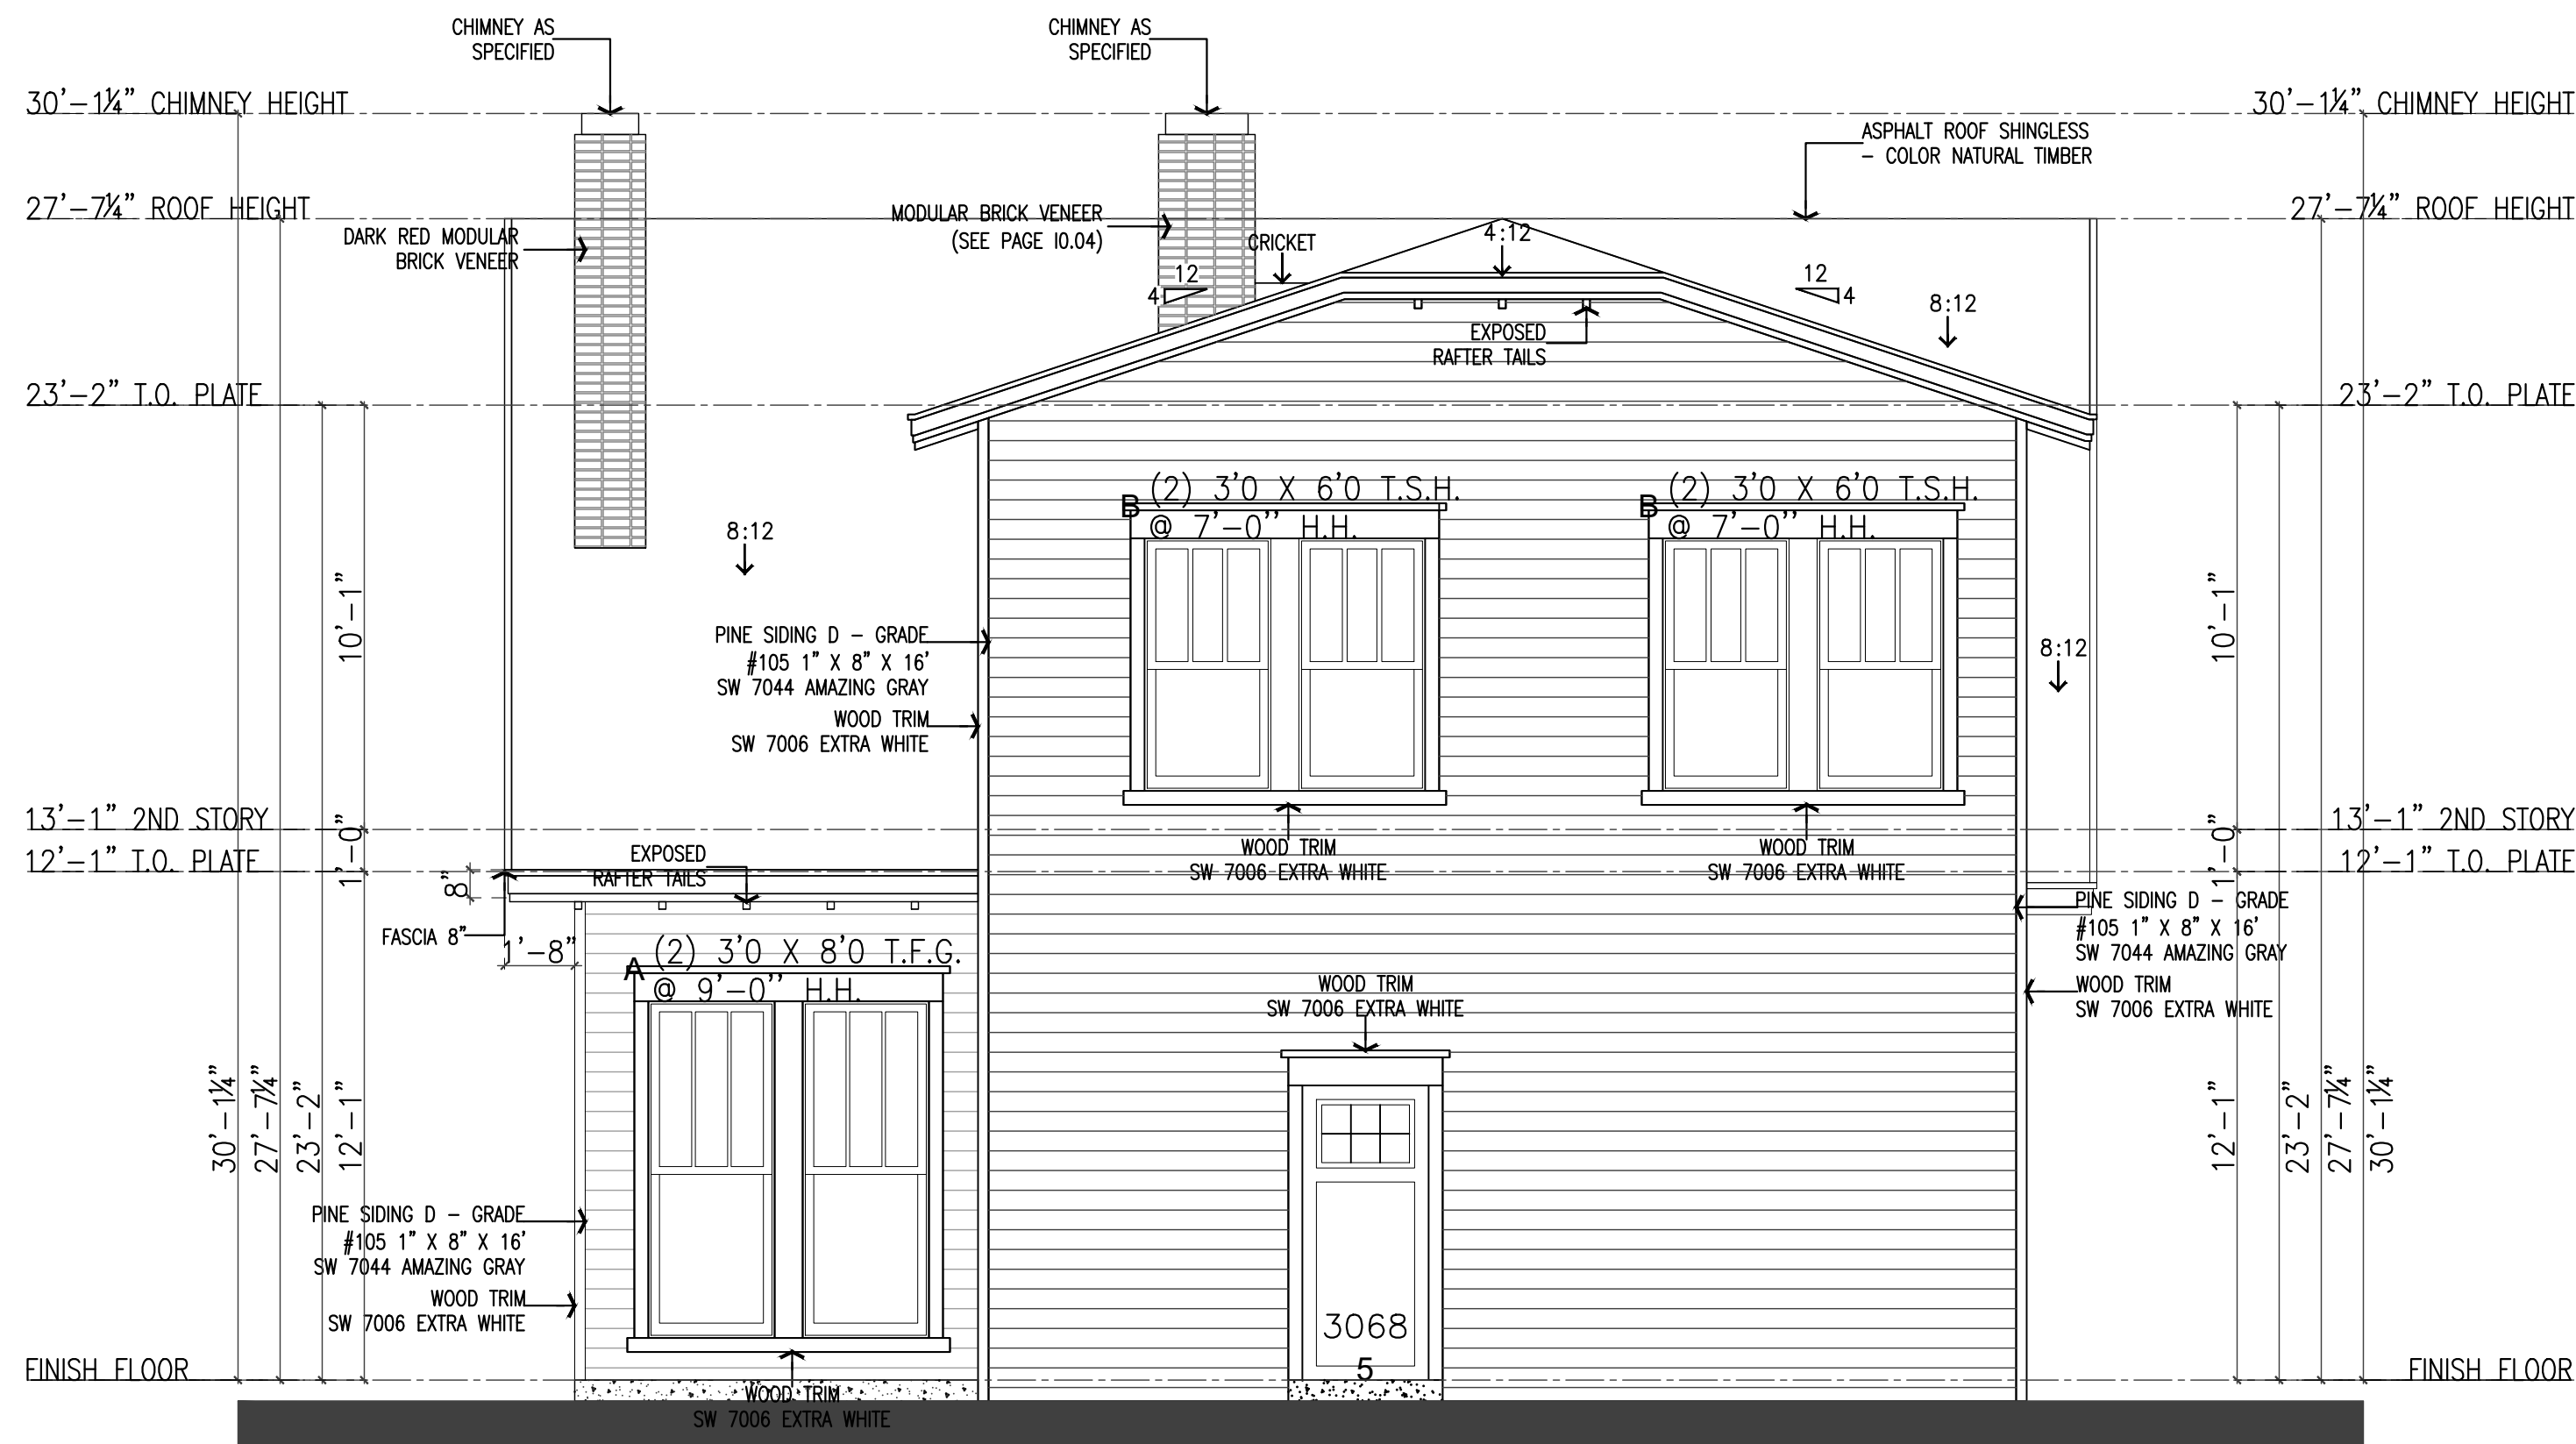 CHIMNEY AS
SPECIFIED
CHIMNEY AS
SPECIFIED
30'-1¼" CHIMNEY HEIGHT
30'-1¼" CHIMNEY HEIGHT
ASPHALT ROOF SHINGLESS
- COLOR NATURAL TIMBER
27'-7¼" ROOF HEIGHT
27'-7¼" ROOF HEIGHT
DARK RED MODULAR
BRICK VENEER
MODULAR BRICK VENEER
(SEE PAGE 10.04)
CRICKET
4:12
12
4
12
4
8:12
EXPOSED
RAFTER TAILS
23'-2" T.O. PLATE
23'-2" T.O. PLATE
B (2) 3'0 X 6'0 T.S.H.
@ 7'-0" H.H.
B (2) 3'0 X 6'0 T.S.H.
@ 7'-0" H.H.
8:12
10'-1"
10'-1"
PINE SIDING D - GRADE
#105 1" X 8" X 16'
SW 7044 AMAZING GRAY
WOOD TRIM
SW 7006 EXTRA WHITE
8:12
13'-1" 2ND STORY
13'-1" 2ND STORY
12'-1" T.O. PLATE
12'-1" T.O. PLATE
1'-0"
1'-0"
WOOD TRIM
SW 7006 EXTRA WHITE
WOOD TRIM
SW 7006 EXTRA WHITE
EXPOSED
RAFTER TAILS
8"
FASCIA 8"
1'-8"
A (2) 3'0 X 8'0 T.F.G.
@ 9'-0" H.H.
PINE SIDING D - GRADE
#105 1" X 8" X 16'
SW 7044 AMAZING GRAY
WOOD TRIM
SW 7006 EXTRA WHITE
WOOD TRIM
SW 7006 EXTRA WHITE
30'-1¼"
27'-7¼"
23'-2"
12'-1"
12'-1"
23'-2"
27'-7¼"
30'-1¼"
PINE SIDING D - GRADE
#105 1" X 8" X 16'
SW 7044 AMAZING GRAY
WOOD TRIM
SW 7006 EXTRA WHITE
3068
5
FINISH FLOOR
FINISH FLOOR
WOOD TRIM
SW 7006 EXTRA WHITE